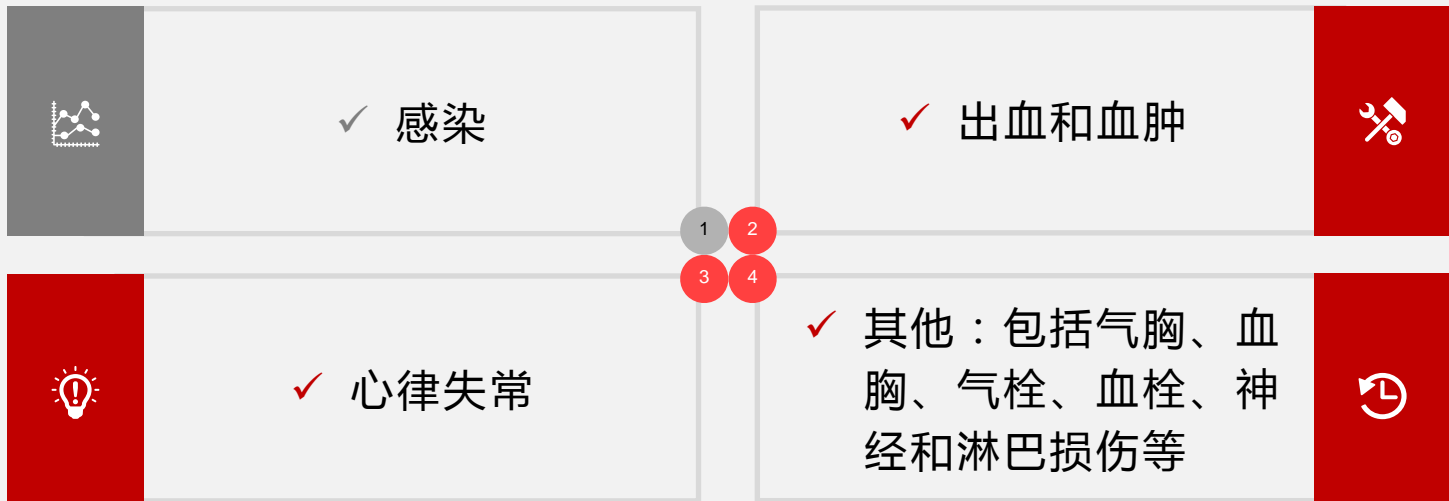 ✓ 感染
✓ 出血和血肿
1
2
3
4
✓ 心律失常
✓ 其他：包括气胸、血
胸、气栓、血栓、神
经和淋巴损伤等